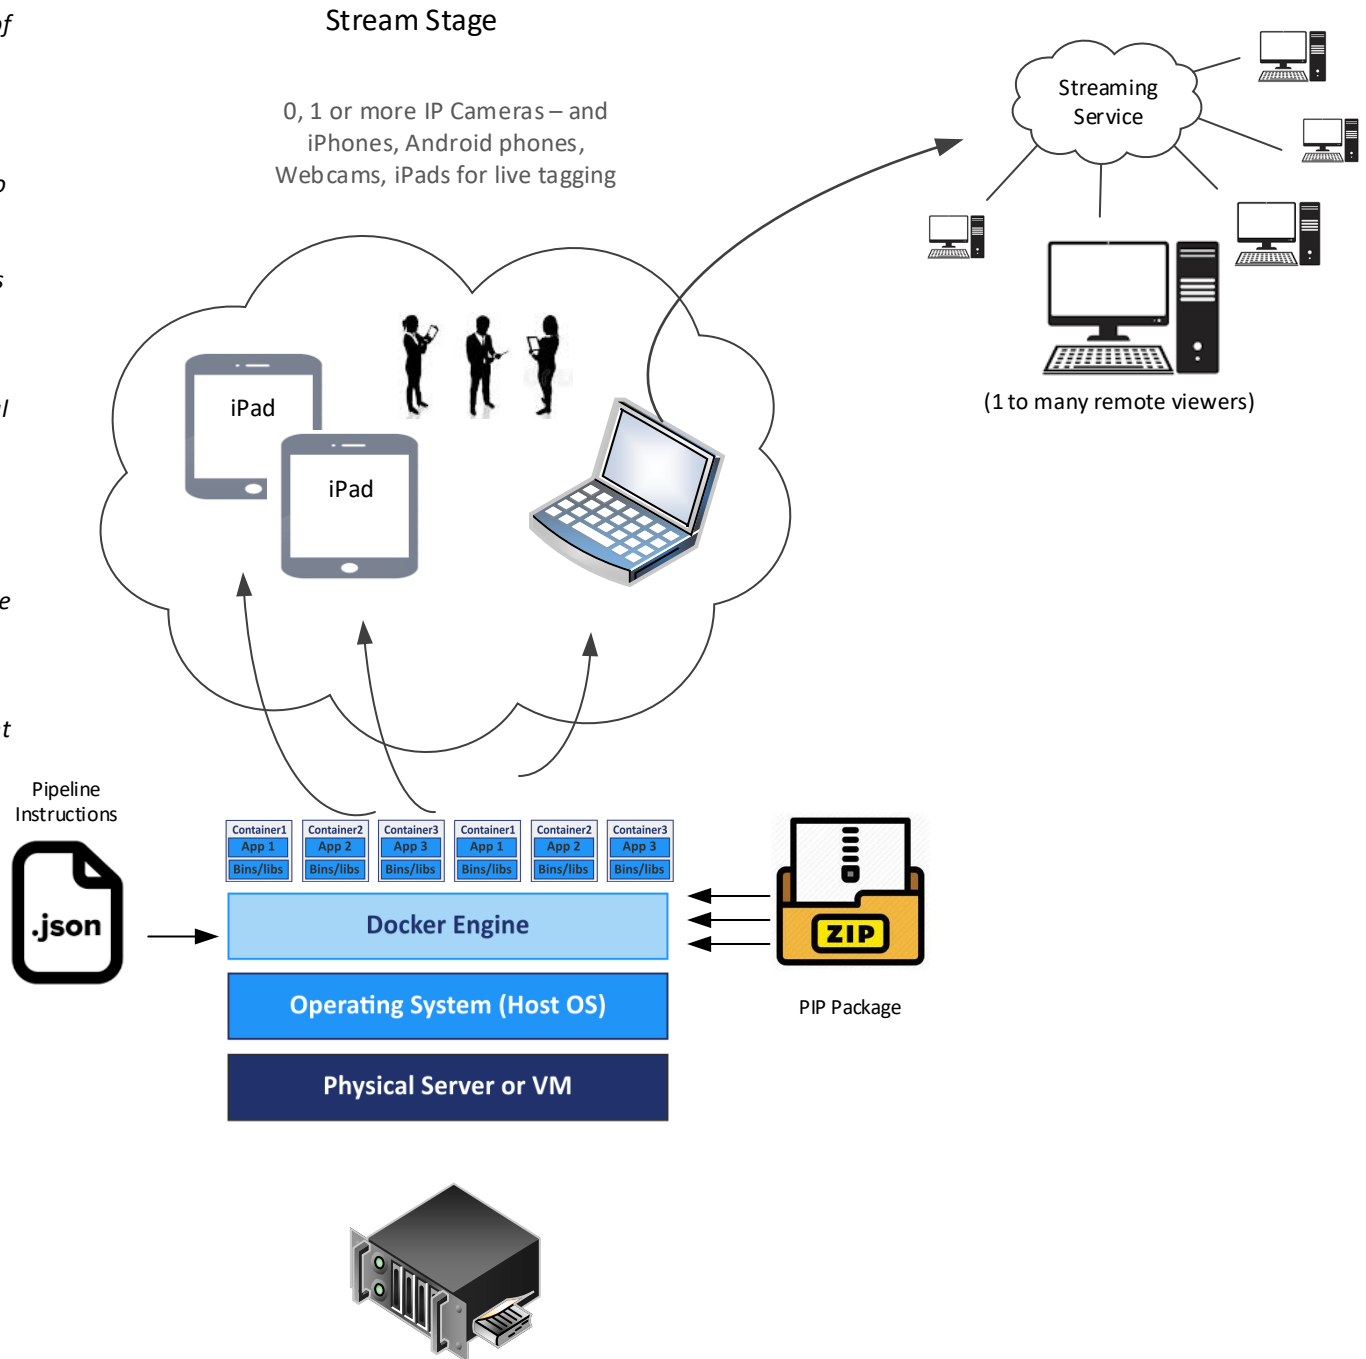 of
Stream Stage
0, 1 or more IP Cameras – and
iPhones, Android phones,
Webcams, iPads for live tagging
Streaming
Service
(1 to many remote viewers)
s
iPad
iPad
Pipeline
Instructions
.json
Container1
App 1
Bins/libs
Container2
App 2
Bins/libs
Container3
App 3
Bins/libs
Container1
App 1
Bins/libs
Container2
App 2
Bins/libs
Container3
App 3
Bins/libs
Docker Engine
Operating System (Host OS)
Physical Server or VM
ZIP
PIP Package